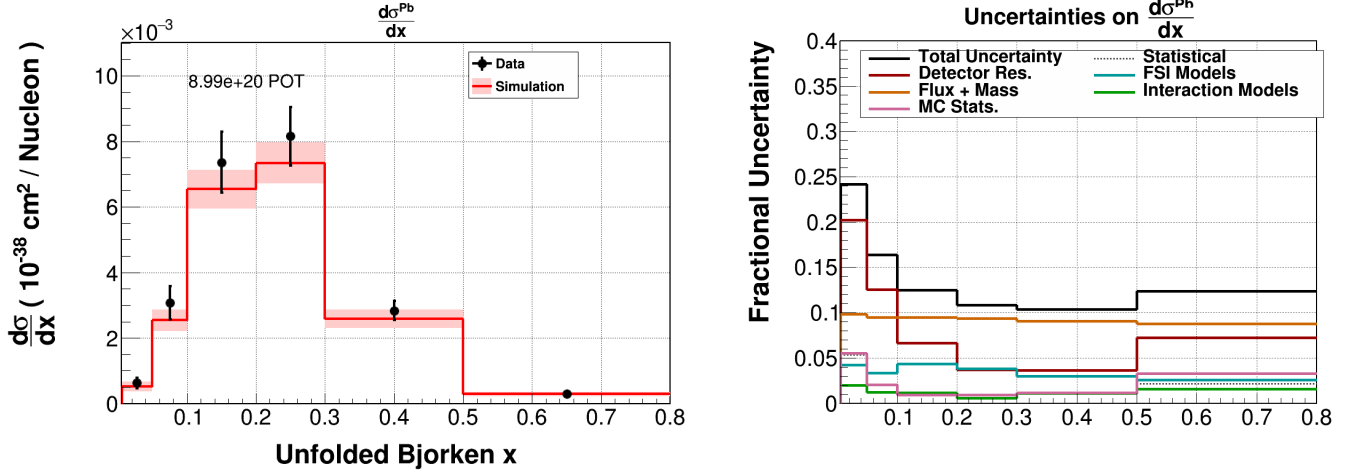 dσ^Pb
dx
×10^-3
8.99e+20 POT
Data
Simulation
dσ/dx ( 10^-38 cm^2 / Nucleon )
10
8
6
4
2
0
0.1 0.2 0.3 0.4 0.5 0.6 0.7 0.8
Unfolded Bjorken x
Uncertainties on dσ^Pb
dx
Total Uncertainty
Detector Res.
Flux + Mass
MC Stats.
Statistical
FSI Models
Interaction Models
Fractional Uncertainty
0.4
0.35
0.3
0.25
0.2
0.15
0.1
0.05
0
0.1 0.2 0.3 0.4 0.5 0.6 0.7 0.8